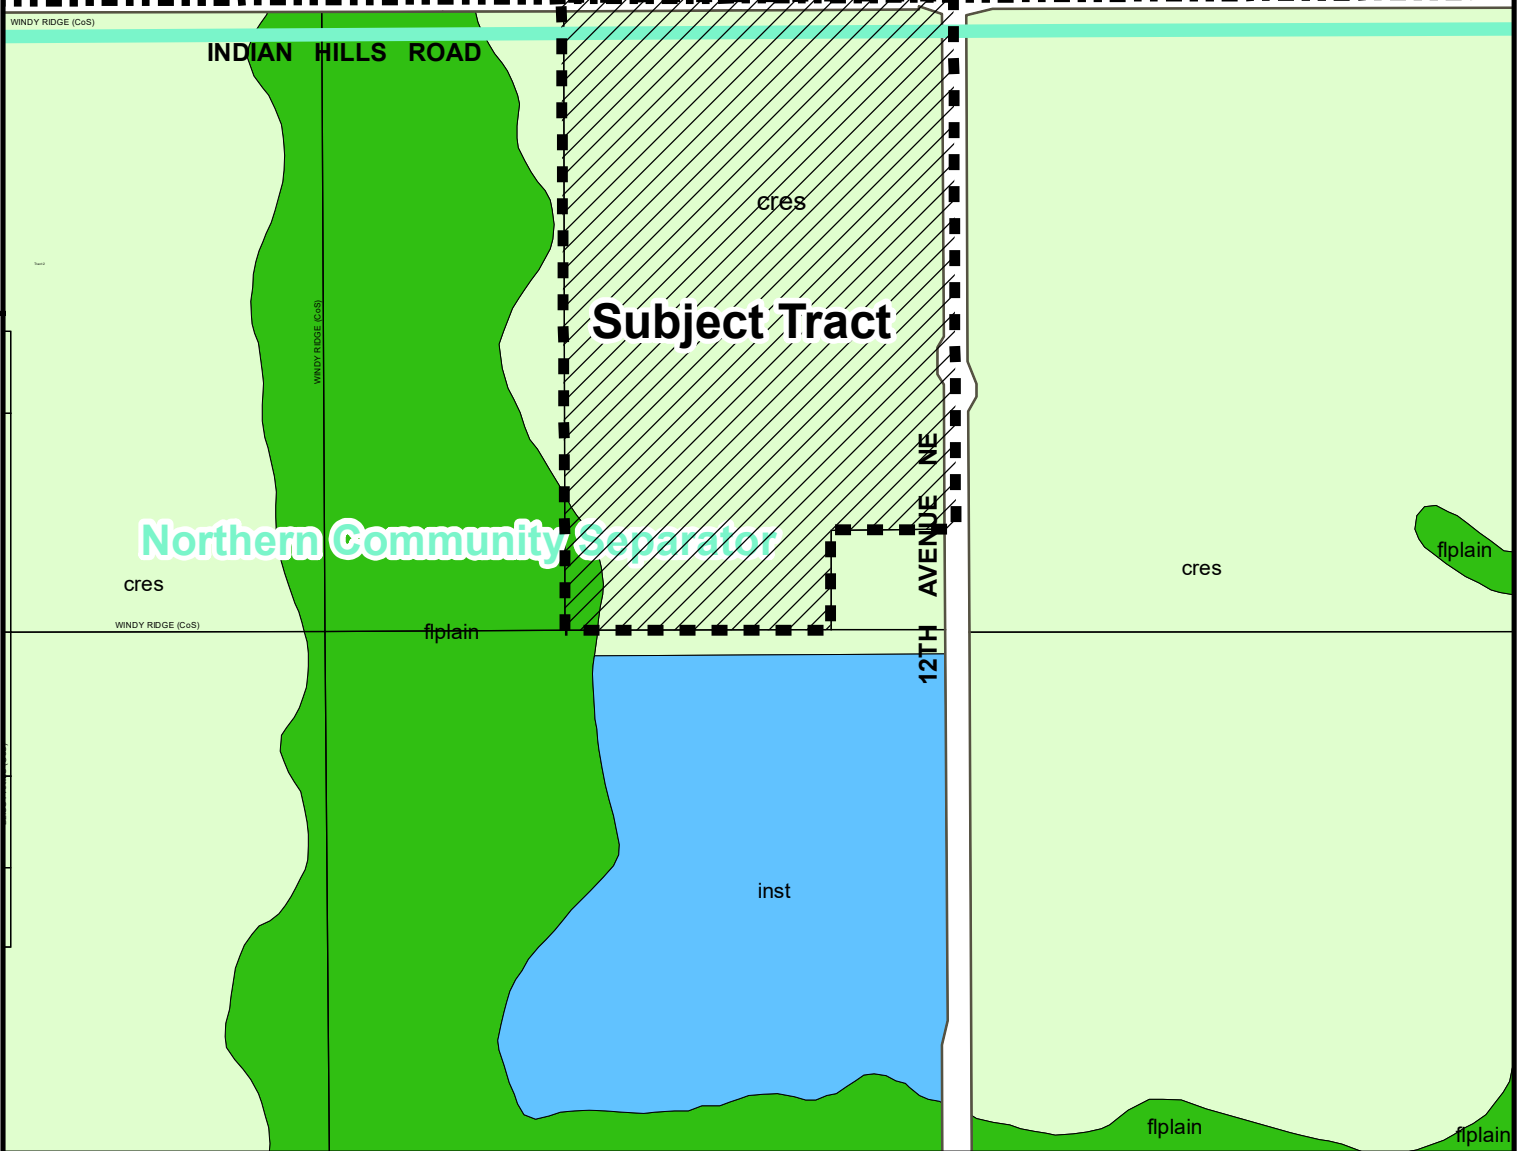 WINDY RIDGE (CoS)
INDIAN HILLS ROAD
cres
WINDY RIDGE (CoS)
Subject Tract
12TH AVENUE NE
Northern Community Separator
cres
flplain
cres
WINDY RIDGE (CoS)
flplain
inst
flplain
flplain